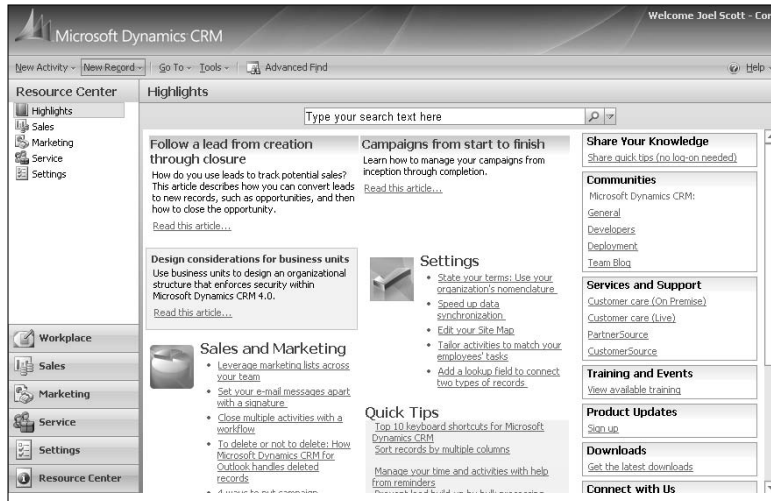 Welcome Joel Scott - Con
Microsoft Dynamics CRM
New Activity New Record Go To Tools Advanced Find Help
Resource Center
Highlights
Sales
Marketing
Service
Settings
Workplace
Sales
Marketing
Service
Settings
Resource Center
Highlights
Type your search text here
Follow a lead from creation
through closure
How do you use leads to track potential sales?
This article describes how you can convert leads
to new records, such as opportunities, and then
how to close the opportunity.
Read this article...
Campaigns from start to finish
Learn how to manage your campaigns from
inception through completion.
Read this article...
Design considerations for business units
Use business units to design an organizational
structure that enforces security within
Microsoft Dynamics CRM 4.0.
Read this article...
Settings
• State your terms: Use your
organization's nomenclature
• Speed up data
synchronization
• Edit your Site Map
• Tailor activities to match your
employees' tasks
• Add a lookup field to connect
two types of records
Sales and Marketing
• Leverage marketing lists across
your team
• Set your e-mail messages apart
with a signature
• Close multiple activities with a
workflow
• To delete or not to delete: How
Microsoft Dynamics CRM for
Outlook handles deleted
records
• 4 ways to put campaign
Quick Tips
Top 10 keyboard shortcuts for Microsoft
Dynamics CRM
Sort records by multiple columns
Manage your time and activities with help
from reminders
Prevent lead build-up by bulk processing
Share Your Knowledge
Share quick tips (no log-on needed)
Communities
Microsoft Dynamics CRM:
General
Developers
Deployment
Team Blog
Services and Support
Customer care (On Premise)
Customer care (Live)
PartnerSource
CustomerSource
Training and Events
View available training
Product Updates
Sign up
Downloads
Get the latest downloads
Connect with Us